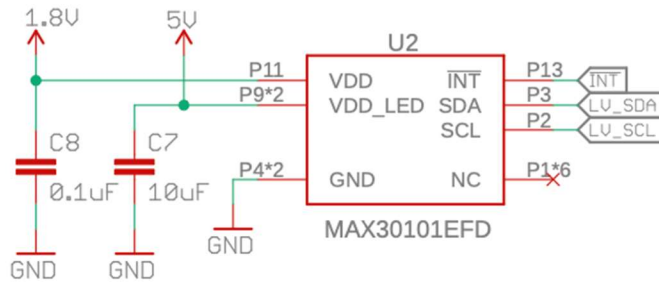 1.8V
5V
U2
P11
VDD
INT
P13
INT
P9*2
VDD_LED
SDA
P3
LV_SDA
SCL
P2
LV_SCL
C8
0.1uF
C7
10uF
P4*2
GND
NC
P1*6
MAX30101EFD
GND
GND
GND